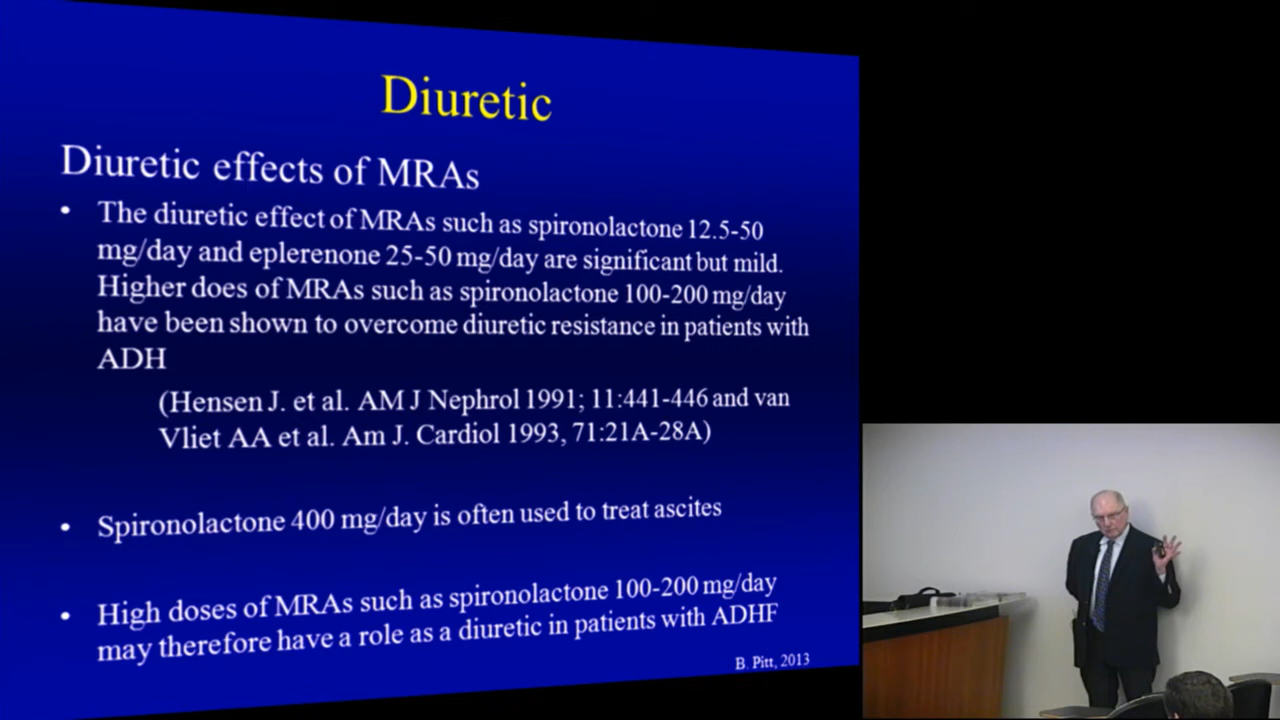 Diuretic
Diuretic effects of MRAs
• The diuretic effect of MRAs such as spironolactone 12.5-50
mg/day and eplerenone 25-50 mg/day are significant but mild.
Higher does of MRAs such as spironolactone 100-200 mg/day
have been shown to overcome diuretic resistance in patients with
ADH
(Hensen J. et al. AM J Nephrol 1991; 11:441-446 and van
Vliet AA et al. Am J. Cardiol 1993, 71:21A-28A)
• Spironolactone 400 mg/day is often used to treat ascites
• High doses of MRAs such as spironolactone 100-200 mg/day
may therefore have a role as a diuretic in patients with ADHF
B. Pitt, 2013